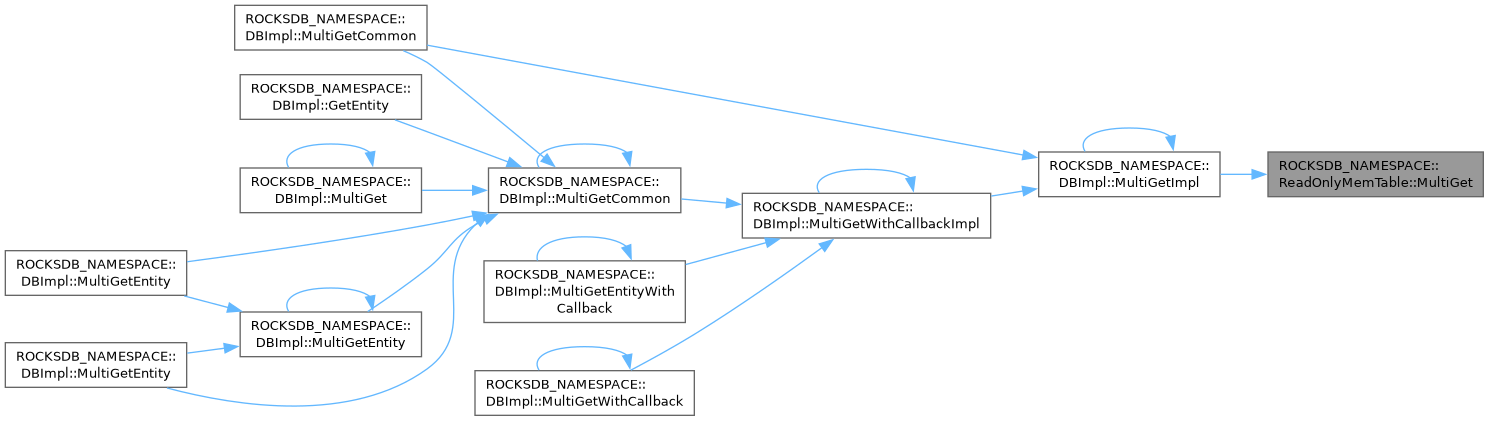 ROCKSDB_NAMESPACE::
DBImpl::MultiGetCommon
ROCKSDB_NAMESPACE::
DBImpl::GetEntity
ROCKSDB_NAMESPACE::
DBImpl::MultiGet
ROCKSDB_NAMESPACE::
DBImpl::MultiGetEntity
ROCKSDB_NAMESPACE::
DBImpl::MultiGetEntity
ROCKSDB_NAMESPACE::
DBImpl::MultiGetEntity
ROCKSDB_NAMESPACE::
DBImpl::MultiGetCommon
ROCKSDB_NAMESPACE::
DBImpl::MultiGetEntityWith
Callback
ROCKSDB_NAMESPACE::
DBImpl::MultiGetWithCallback
ROCKSDB_NAMESPACE::
DBImpl::MultiGetWithCallbackImpl
ROCKSDB_NAMESPACE::
DBImpl::MultiGetImpl
ROCKSDB_NAMESPACE::
ReadOnlyMemTable::MultiGet